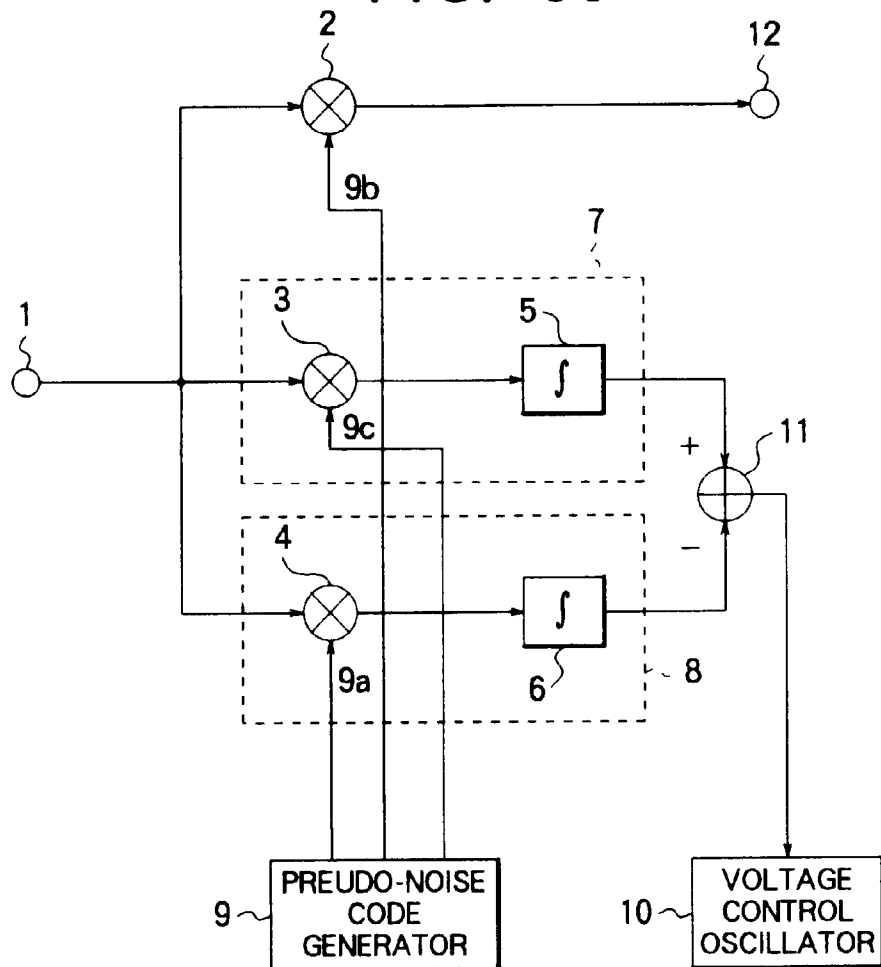 2
12
9b
7
1
3
5
∫
9c
+
11
4
−
∫
9a
6
8
9
PREUDO-NOISE
CODE
GENERATOR
10
VOLTAGE
CONTROL
OSCILLATOR